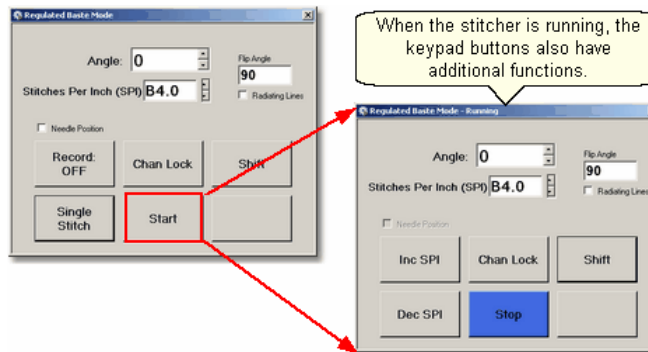 Regulated Baste Mode
Angle: 0
Flip Angle
90
Stitches Per Inch (SPI) B4.0
Radiating Lines
Needle Position
Record: OFF
Chan Lock
Shift
Single Stitch
Start
When the stitcher is running, the
keypad buttons also have
additional functions.
Regulated Baste Mode - Running
Angle: 0
Flip Angle
90
Stitches Per Inch (SPI) B4.0
Radiating Lines
Needle Position
Inc SPI
Chan Lock
Shift
Dec SPI
Stop